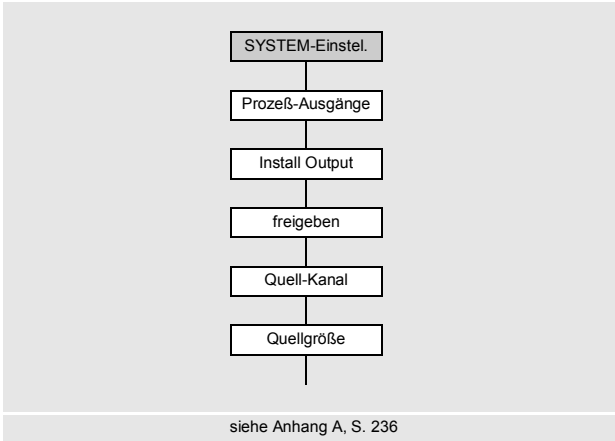 SYSTEM-Einstel.
Prozeß-Ausgänge
Install Output
freigeben
Quell-Kanal
Quellgröße
siehe Anhang A, S. 236